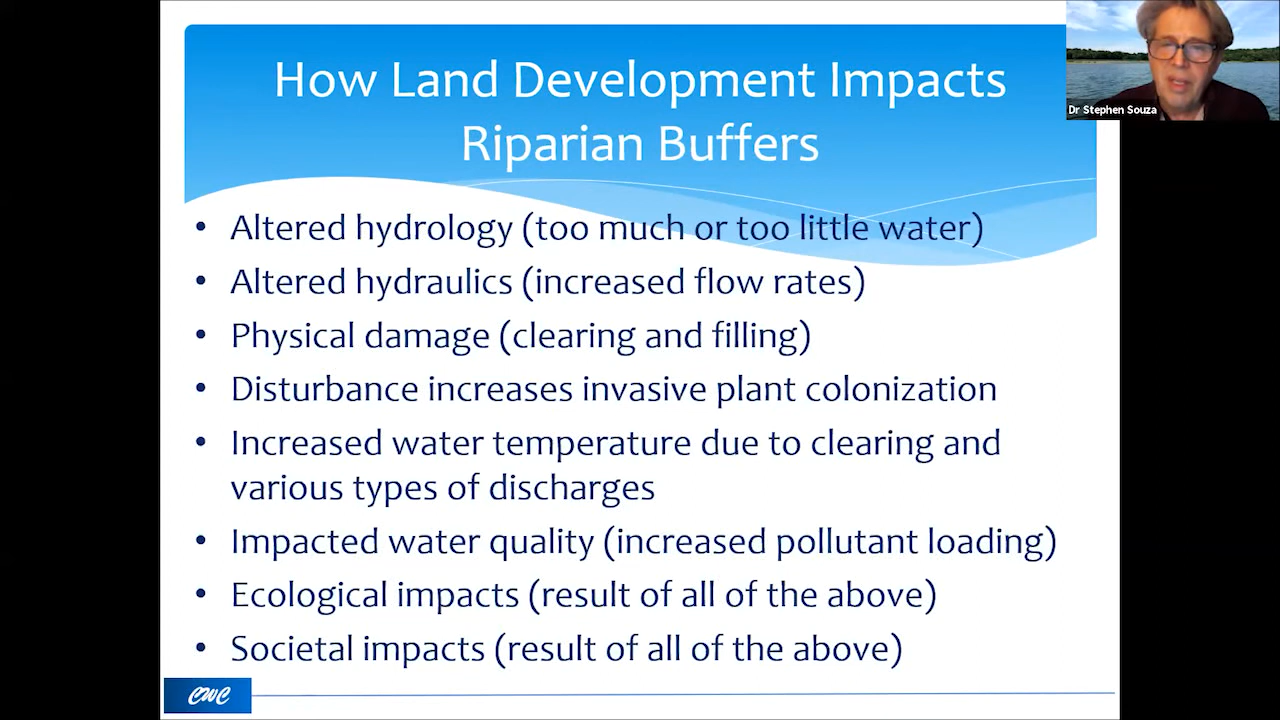 How Land Development Impacts
Riparian Buffers
Dr Stephen Souza
• Altered hydrology (too much or too little water)
• Altered hydraulics (increased flow rates)
• Physical damage (clearing and filling)
• Disturbance increases invasive plant colonization
• Increased water temperature due to clearing and
various types of discharges
• Impacted water quality (increased pollutant loading)
• Ecological impacts (result of all of the above)
• Societal impacts (result of all of the above)
CWC